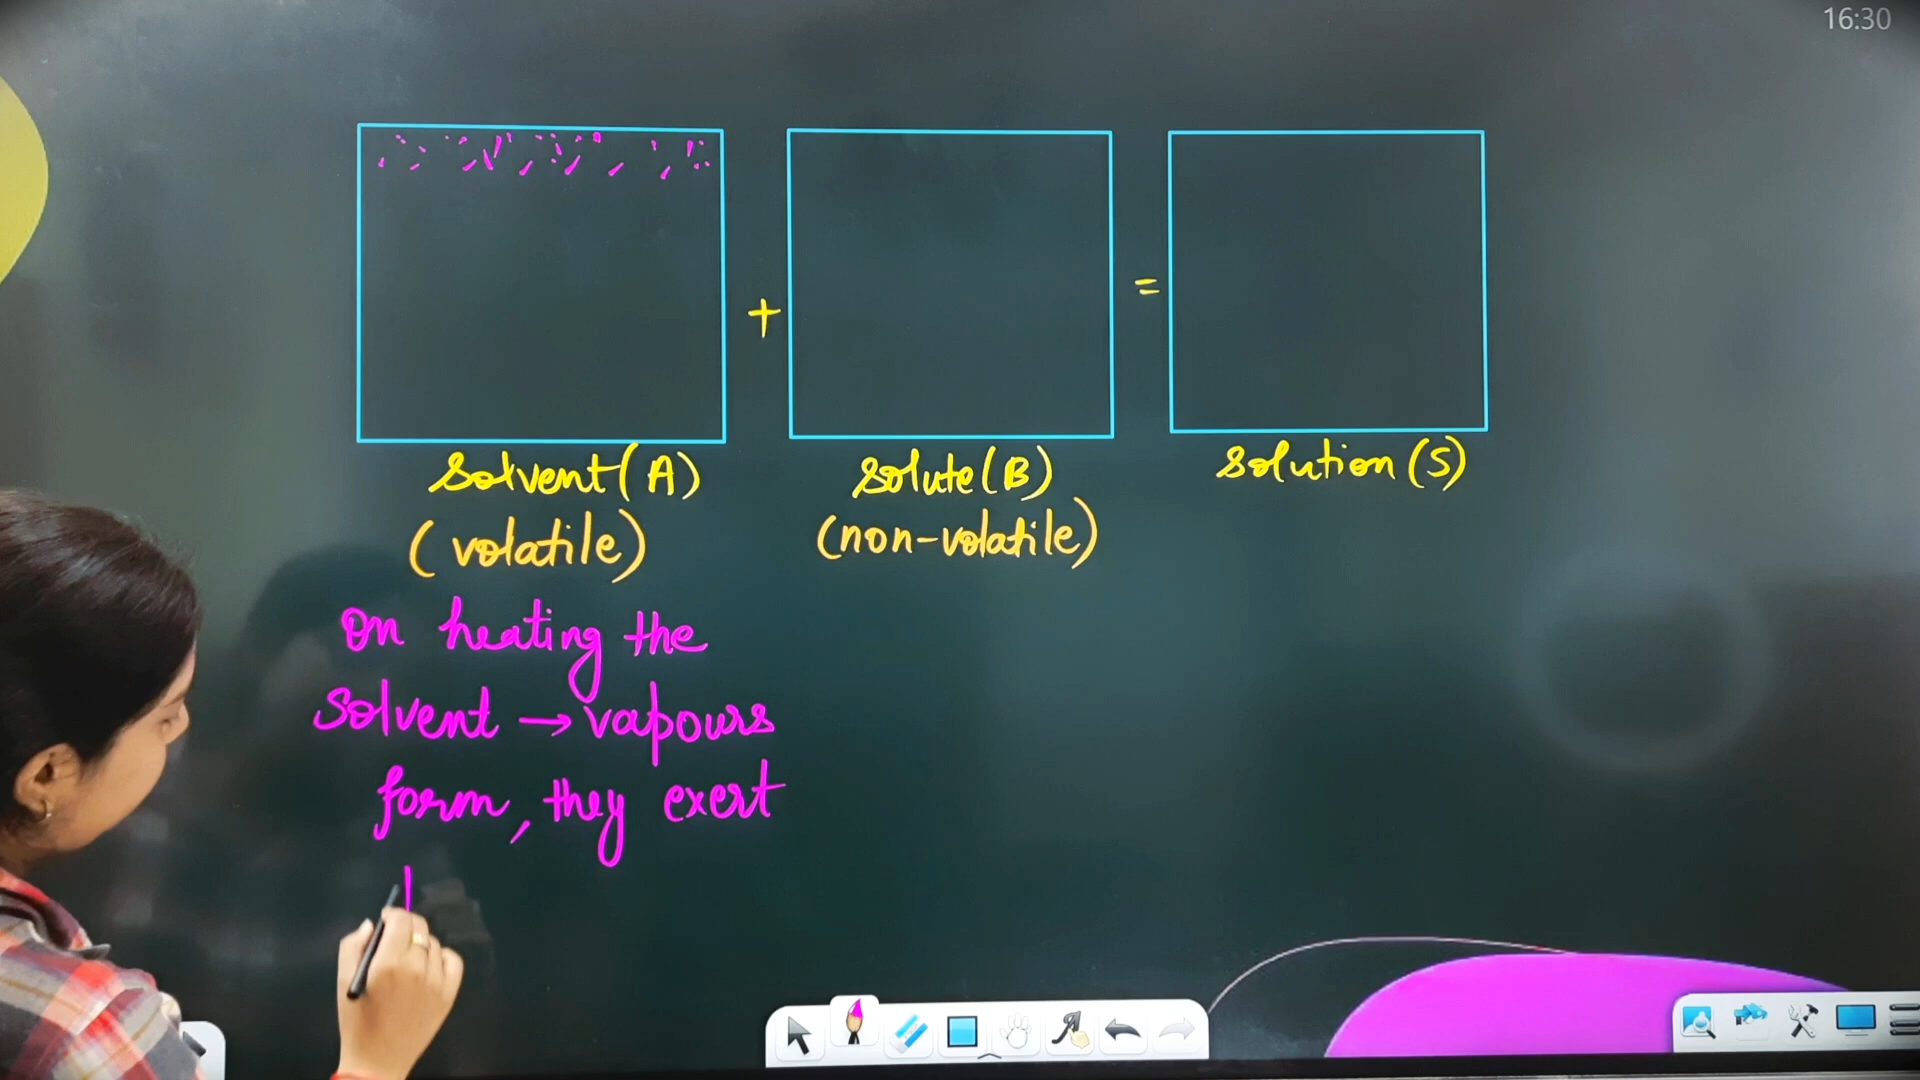 16:30
+
=
Solvent(A)
Solute(B)
Solution(S)
(volatile)
(non-volatile)
On heating the
solvent → vapours
form, they exert